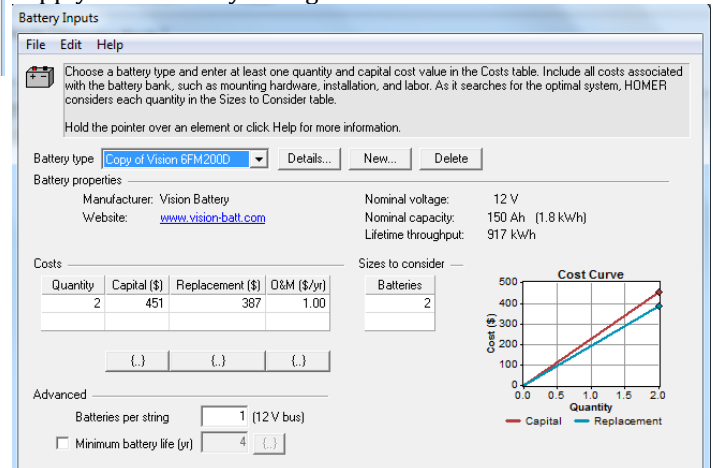 Battery Inputs
File Edit Help
Choose a battery type and enter at least one quantity and capital cost value in the Costs table. Include all costs associated
with the battery bank, such as mounting hardware, installation, and labor. As it searches for the optimal system, HOMER
considers each quantity in the Sizes to Consider table.
Hold the pointer over an element or click Help for more information.
Battery type Copy of Vision 6FM200D Details... New... Delete
Battery properties
Manufacturer: Vision Battery Nominal voltage: 12 V
Website: www.vision-batt.com Nominal capacity: 150 Ah (1.8 kWh)
Lifetime throughput: 917 kWh
Costs Sizes to consider
Quantity Capital ($) Replacement ($) O&M ($/yr) Batteries
2 451 387 1.00 2
{..} {..} {..}
Cost Curve
Cost ($)
500
400
300
200
100
0
0.0 0.5 1.0 1.5 2.0
Quantity
Capital Replacement
Advanced
Batteries per string 1 (12 V bus)
Minimum battery life (yr) 4 {..}